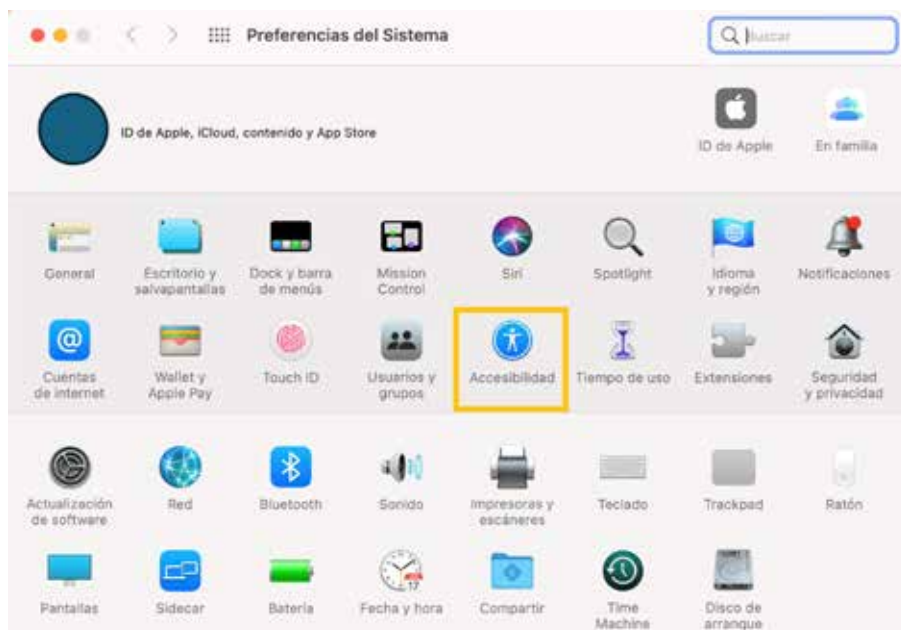 Preferencias del Sistema
Buscar
ID de Apple, iCloud, contenido y App Store
ID de Apple
En familia
General
Escritorio y
salvapantallas
Dock y barra
de menús
Mission
Control
Siri
Spotlight
Idioma
y región
Notificaciones
Cuentas
de internet
Wallet y
Apple Pay
Touch ID
Usuarios y
grupos
Accesibilidad
Tiempo de uso
Extensiones
Seguridad
y privacidad
Actualización
de software
Red
Bluetooth
Sonido
Impresoras y
escáneres
Teclado
Trackpad
Ratón
Pantallas
Sidecar
Batería
Fecha y hora
17
Compartir
Time
Machine
Disco de
arranque